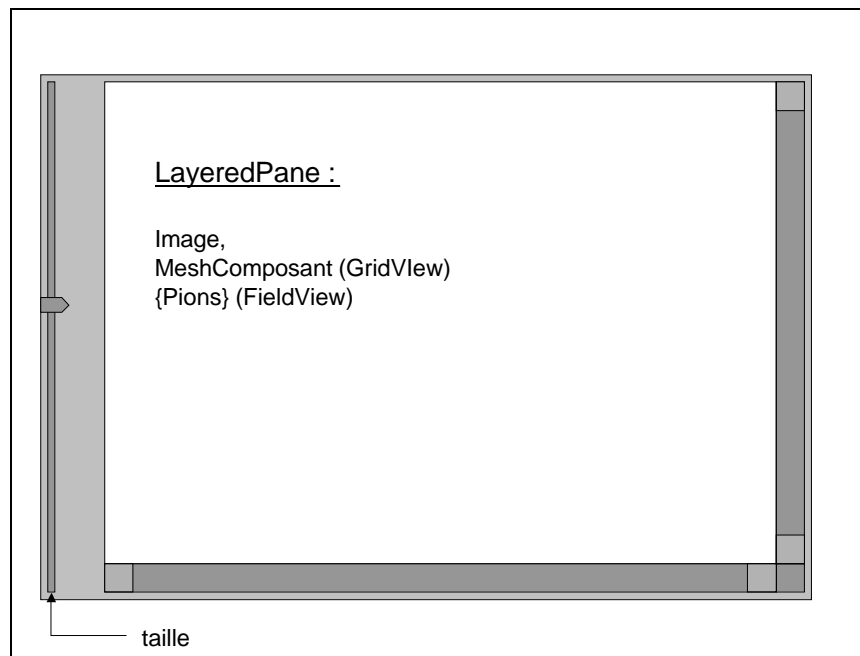 LayeredPane :
Image,
MeshComposant (GridVIew)
{Pions} (FieldView)
taille